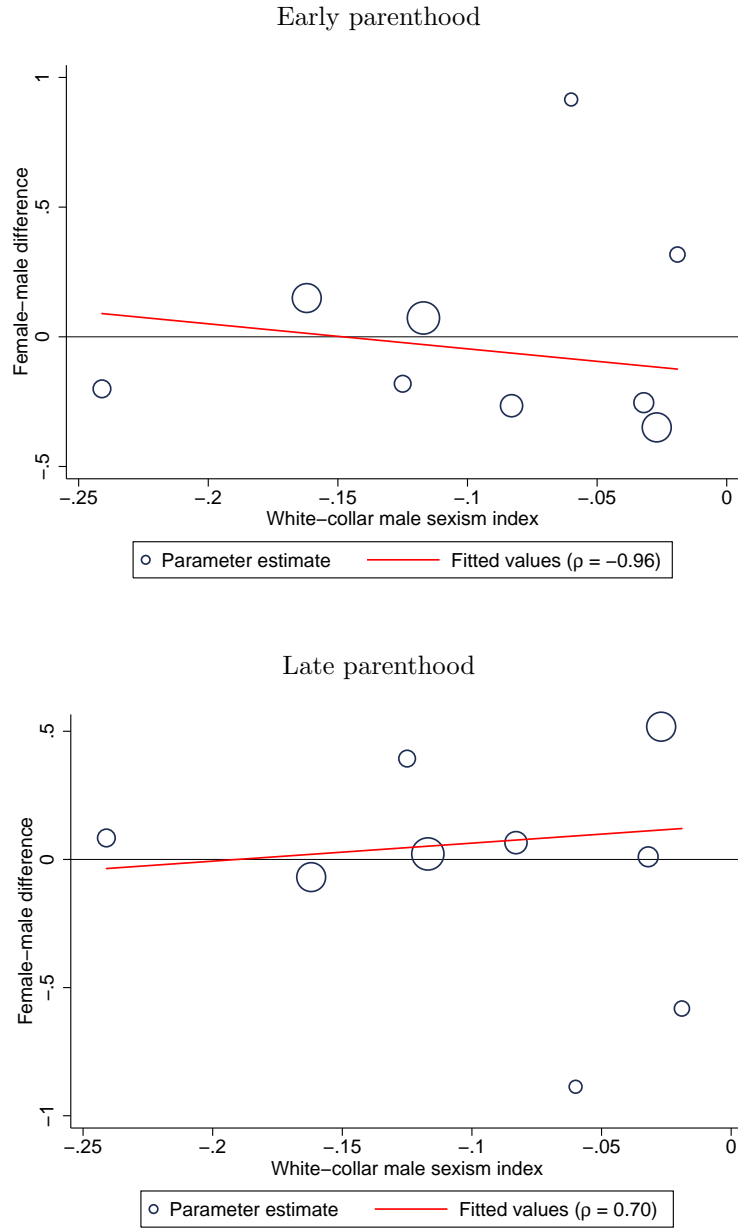 Early parenthood
Female−male difference
1
.5
0
−.5
−.25 −.2 −.15 −.1 −.05 0
White−collar male sexism index
Parameter estimate Fitted values (ρ = −0.96)
Late parenthood
Female−male difference
.5
0
−.5
−1
−.25 −.2 −.15 −.1 −.05 0
White−collar male sexism index
Parameter estimate Fitted values (ρ = 0.70)